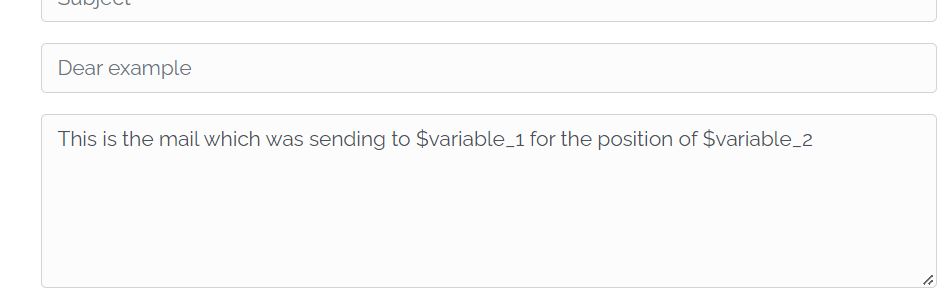 Subject
Dear example
This is the mail which was sending to $variable_1 for the position of $variable_2